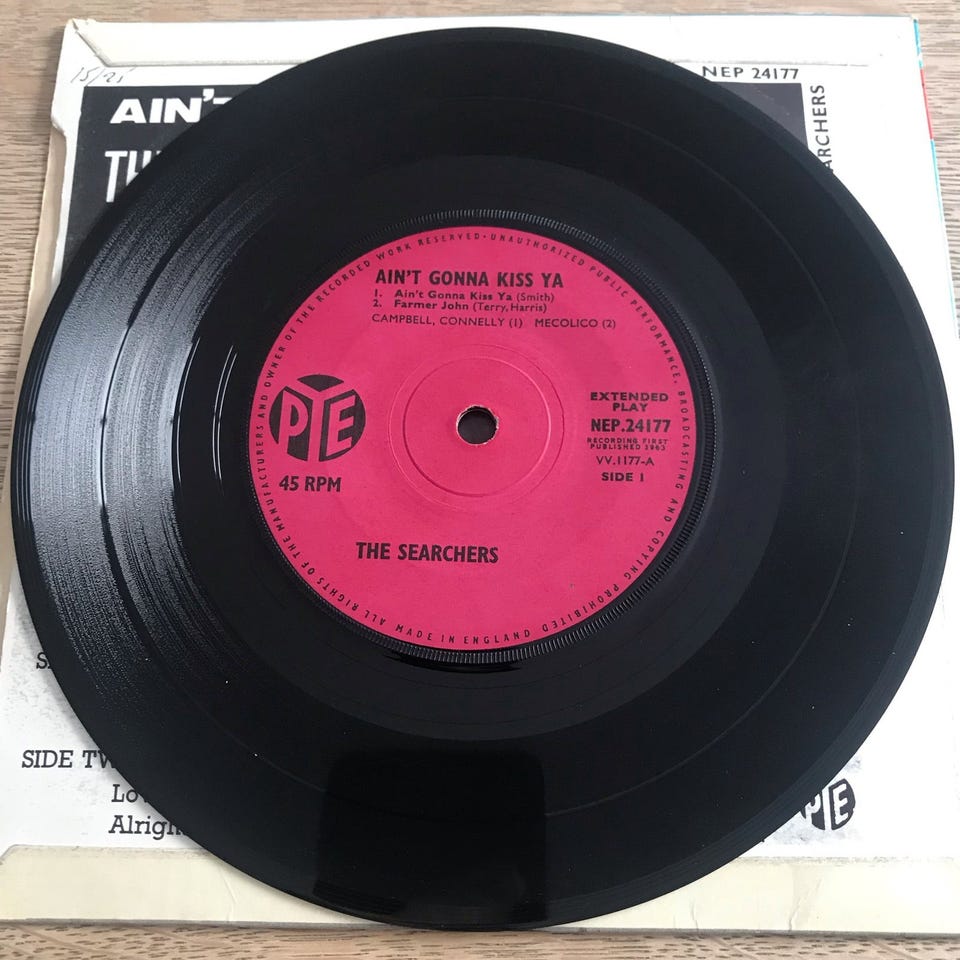 15/21
NEP 24177
AIN'T
ARCHERS
ALL RIGHTS OF THE MANUFACTURERS AND OWNER OF THE RECORDED WORK RESERVED·UNAUTHORIZED PUBLIC PERFORMANCE, BROADCASTING AND COPYING PROHIBITED
MADE IN ENGLAND
AIN'T GONNA KISS YA
1. Ain't Gonna Kiss Ya (Smith)
2. Farmer John (Terry, Harris)
CAMPBELL, CONNELLY (1) MECOLICO (2)
PYE
EXTENDED
PLAY
NEP.24177
RECORDING FIRST
PUBLISHED 1963
VV.1177-A
SIDE 1
45 RPM
THE SEARCHERS
SIDE TW
Lo
Alrigh
PYE